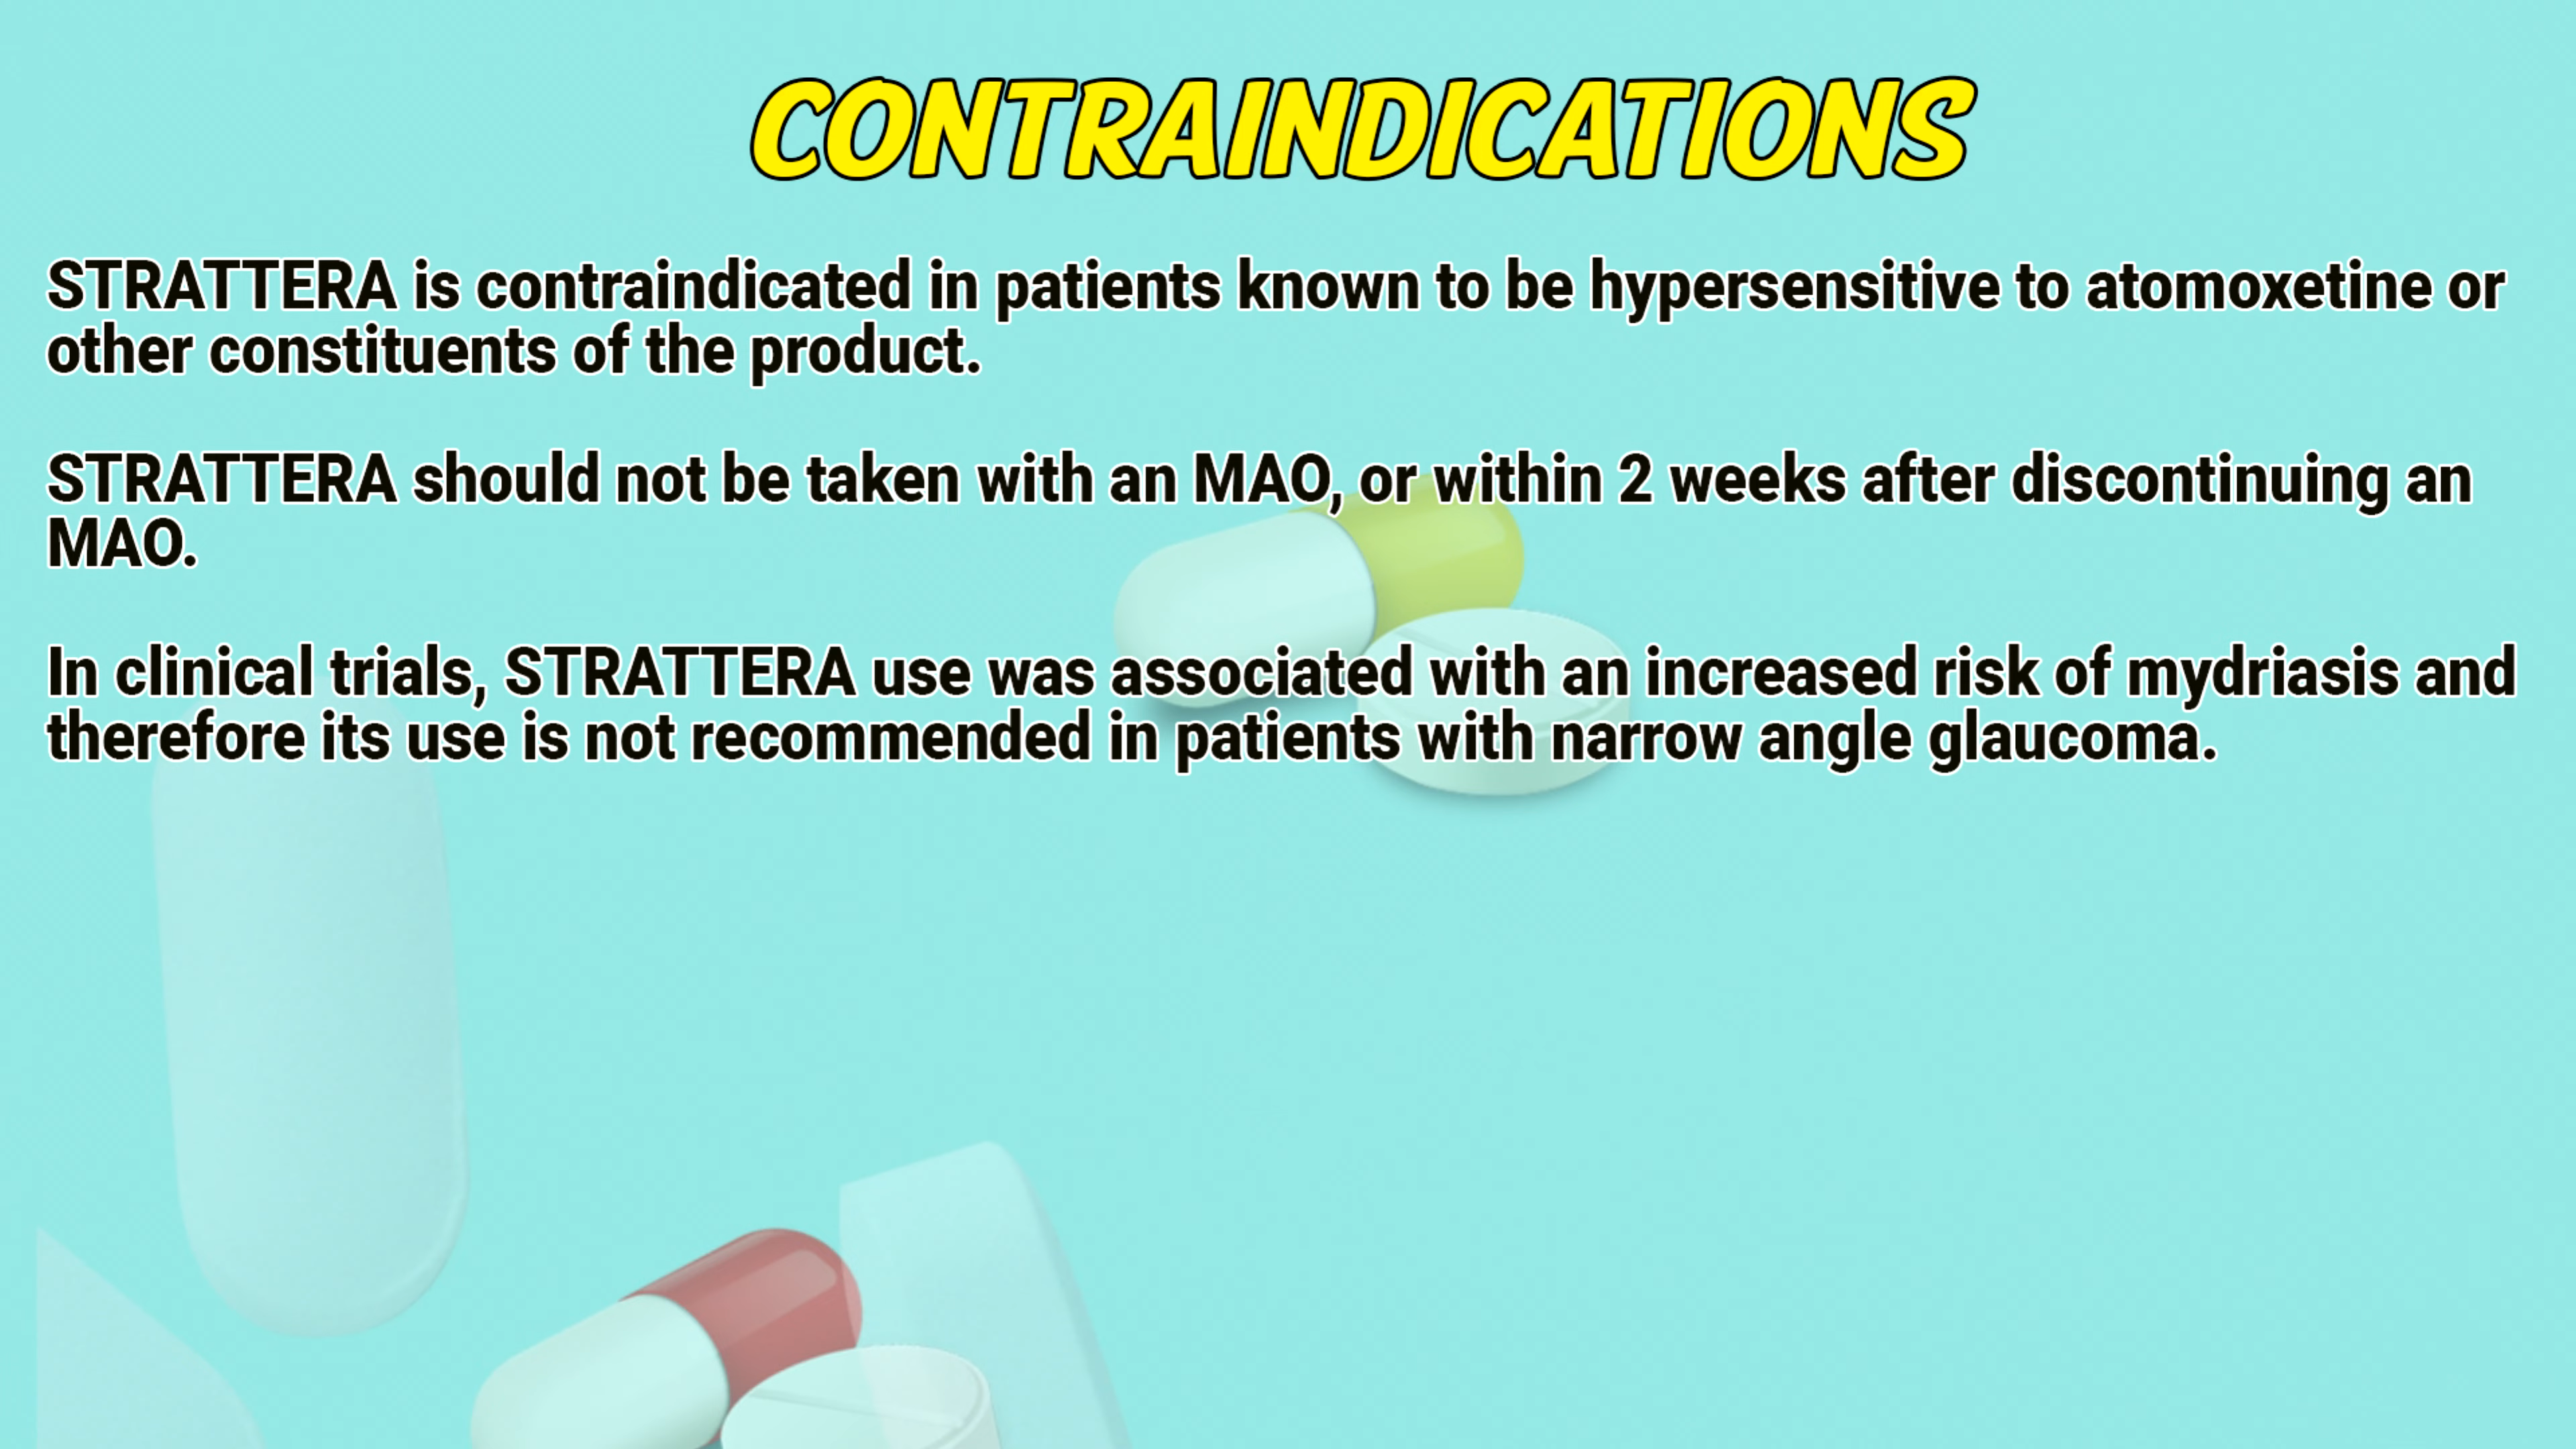 CONTRAINDICATIONS
STRATTERA is contraindicated in patients known to be hypersensitive to atomoxetine or
other constituents of the product.
STRATTERA should not be taken with an MAO, or within 2 weeks after discontinuing an
MAO.
In clinical trials, STRATTERA use was associated with an increased risk of mydriasis and
therefore its use is not recommended in patients with narrow angle glaucoma.